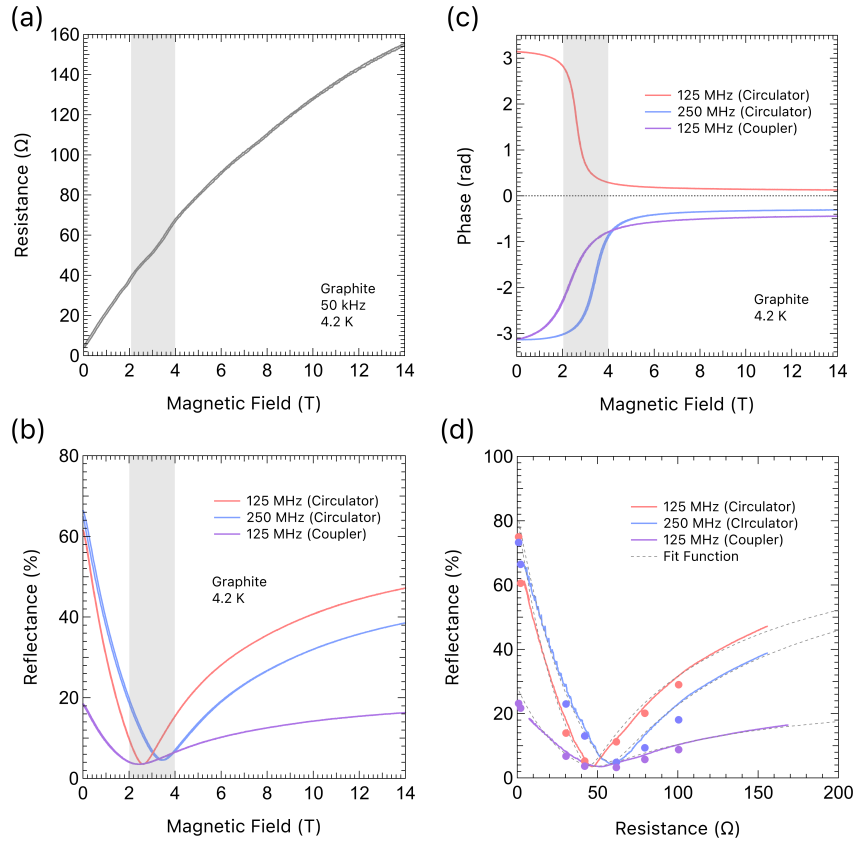 (a)
160
140
120
100
80
60
40
20
0
Resistance (Ω)
0 2 4 6 8 10 12 14
Magnetic Field (T)
Graphite
50 kHz
4.2 K
(c)
3
2
1
0
-1
-2
-3
Phase (rad)
0 2 4 6 8 10 12 14
Magnetic Field (T)
125 MHz (Circulator)
250 MHz (Circulator)
125 MHz (Coupler)
Graphite
4.2 K
(b)
80
60
40
20
0
Reflectance (%)
0 2 4 6 8 10 12 14
Magnetic Field (T)
125 MHz (Circulator)
250 MHz (Circulator)
125 MHz (Coupler)
Graphite
4.2 K
(d)
100
80
60
40
20
0
Reflectance (%)
0 50 100 150 200
Resistance (Ω)
125 MHz (Circulator)
250 MHz (CIrculator)
125 MHz (Coupler)
Fit Function